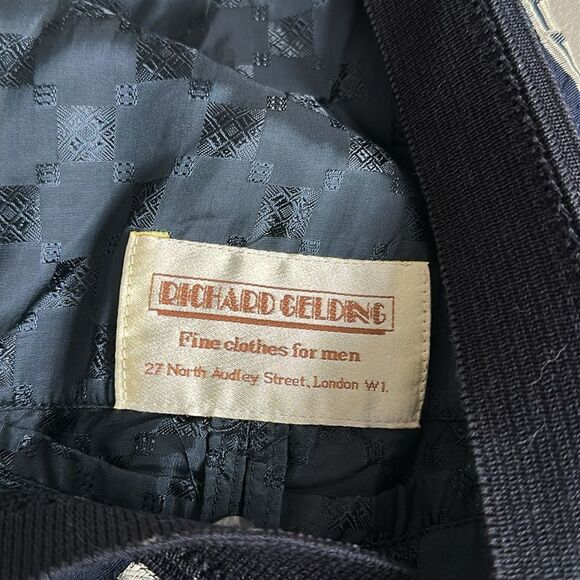 RICHARD GELDING
Fine clothes for men
27 North Audley Street, London W1.